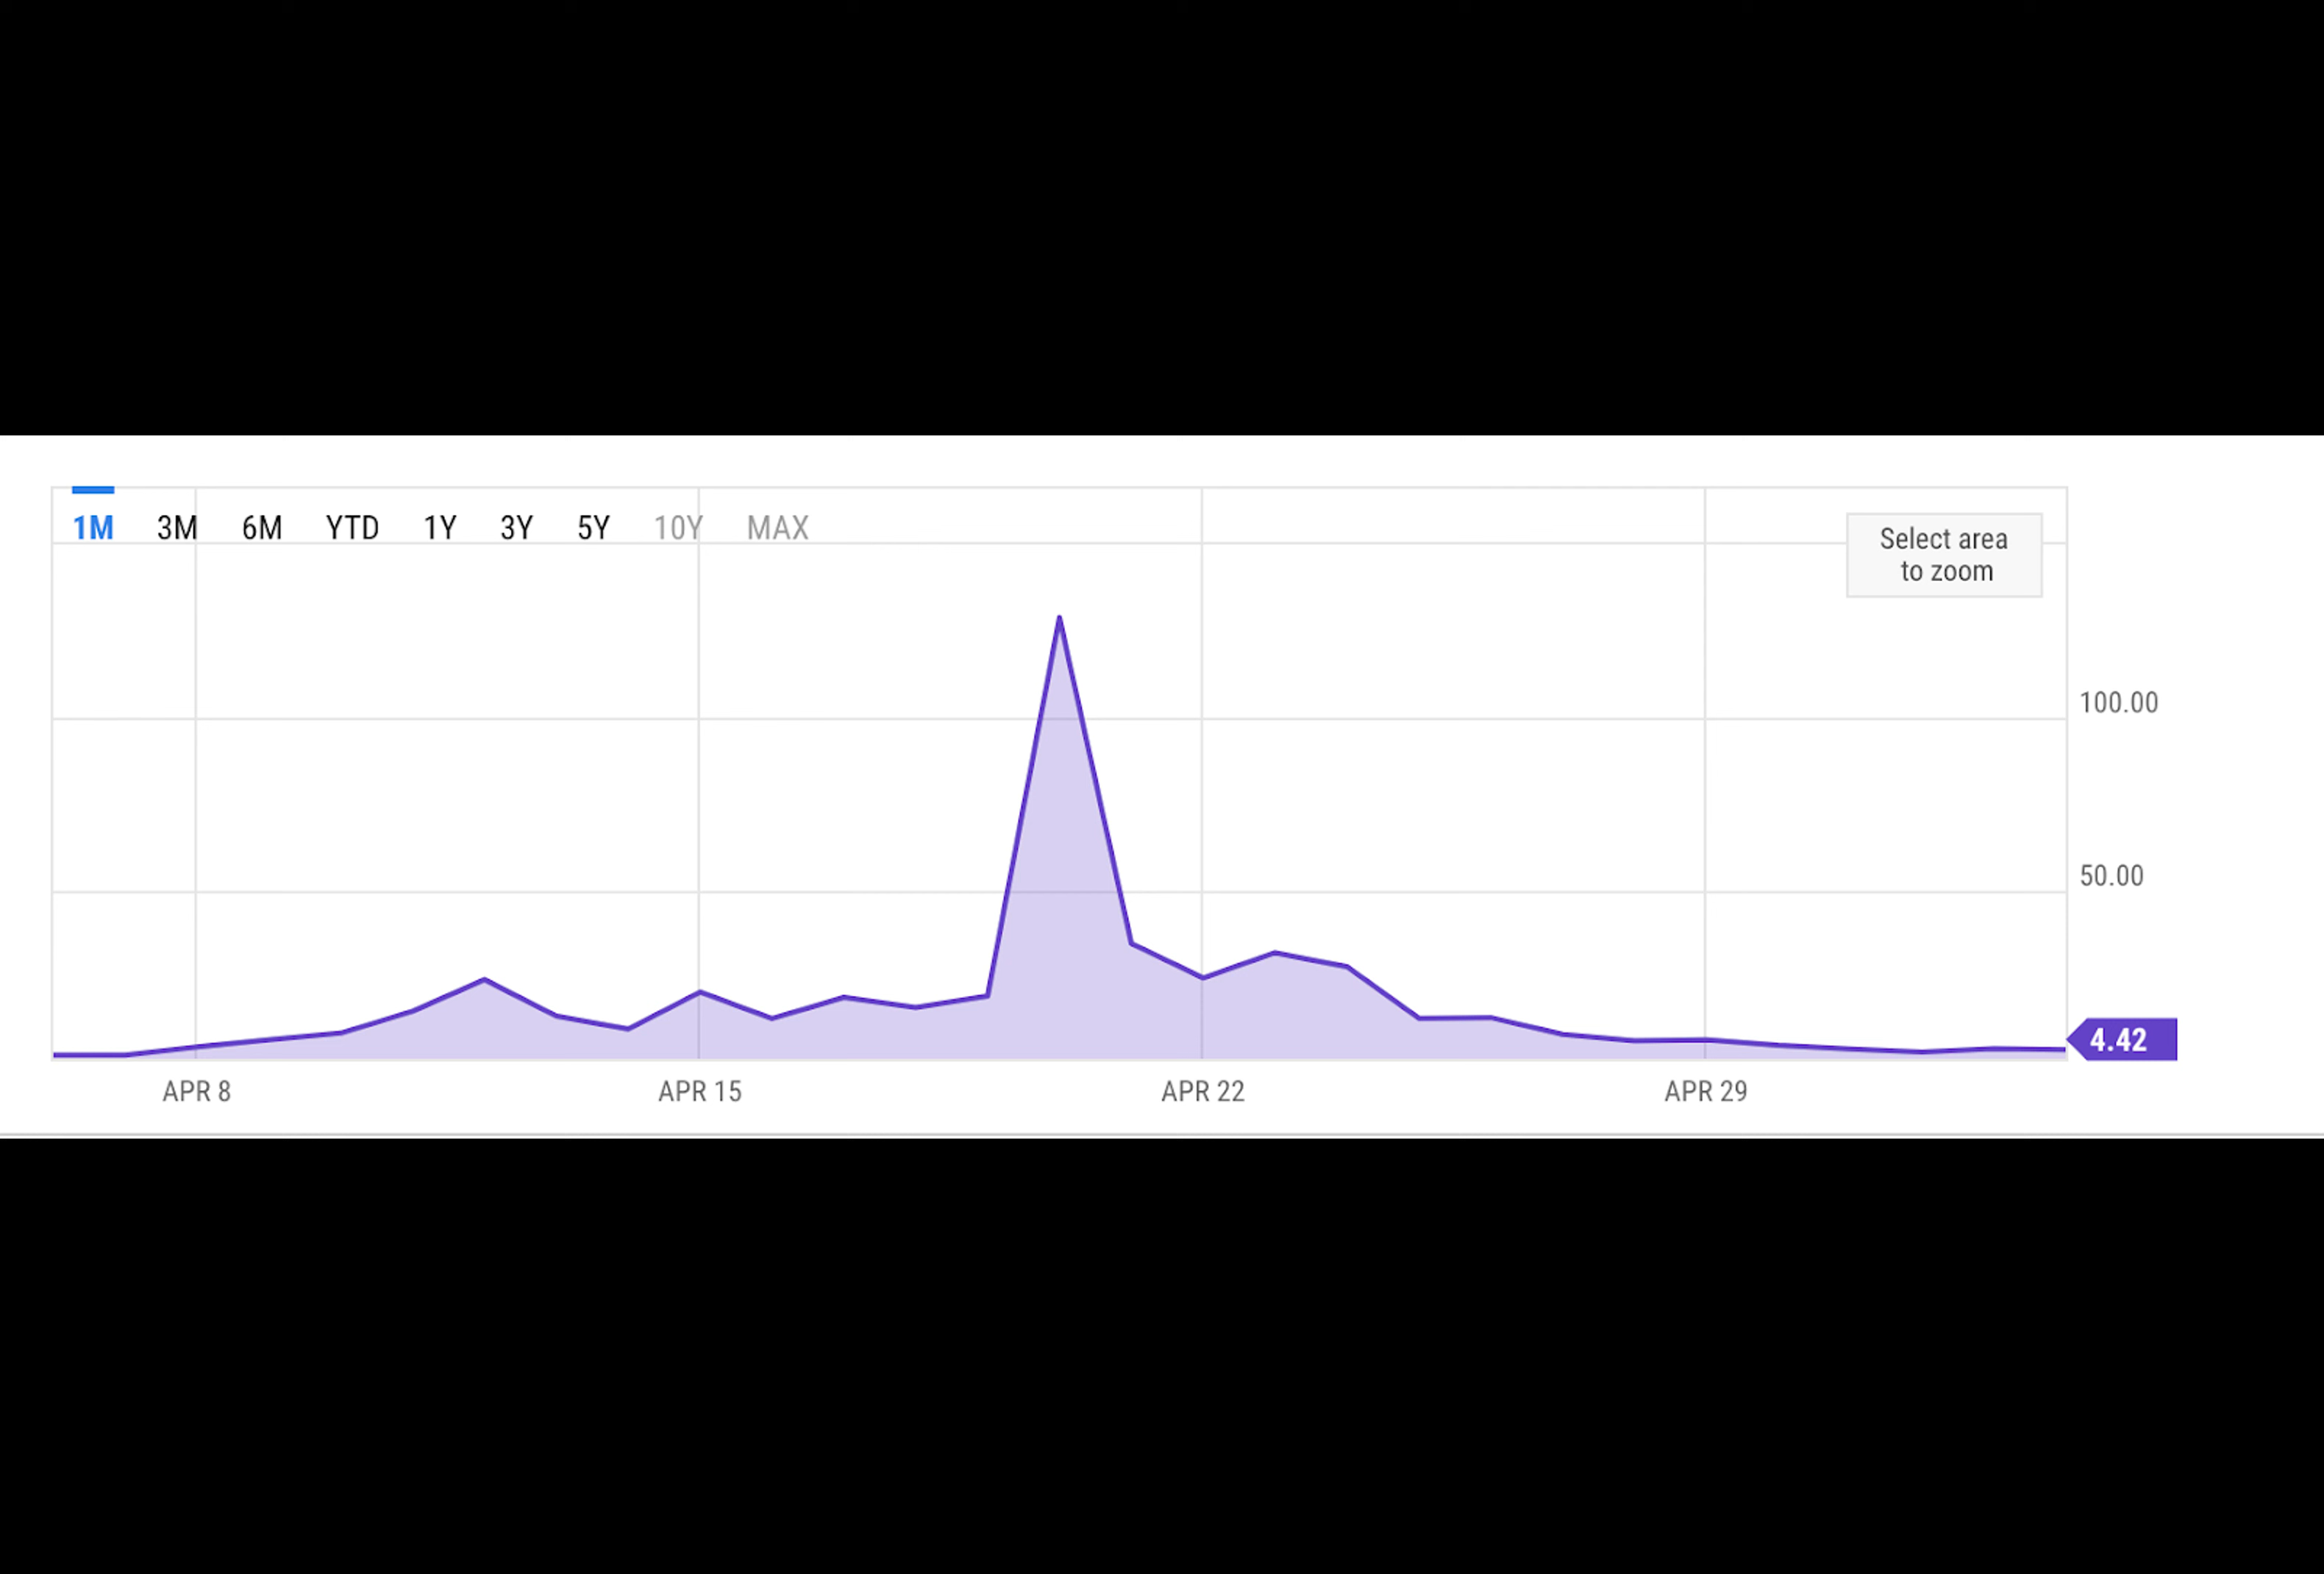 1M 3M 6M YTD 1Y 3Y 5Y 10Y MAX
Select area
to zoom
100.00
50.00
4.42
APR 8 APR 15 APR 22 APR 29